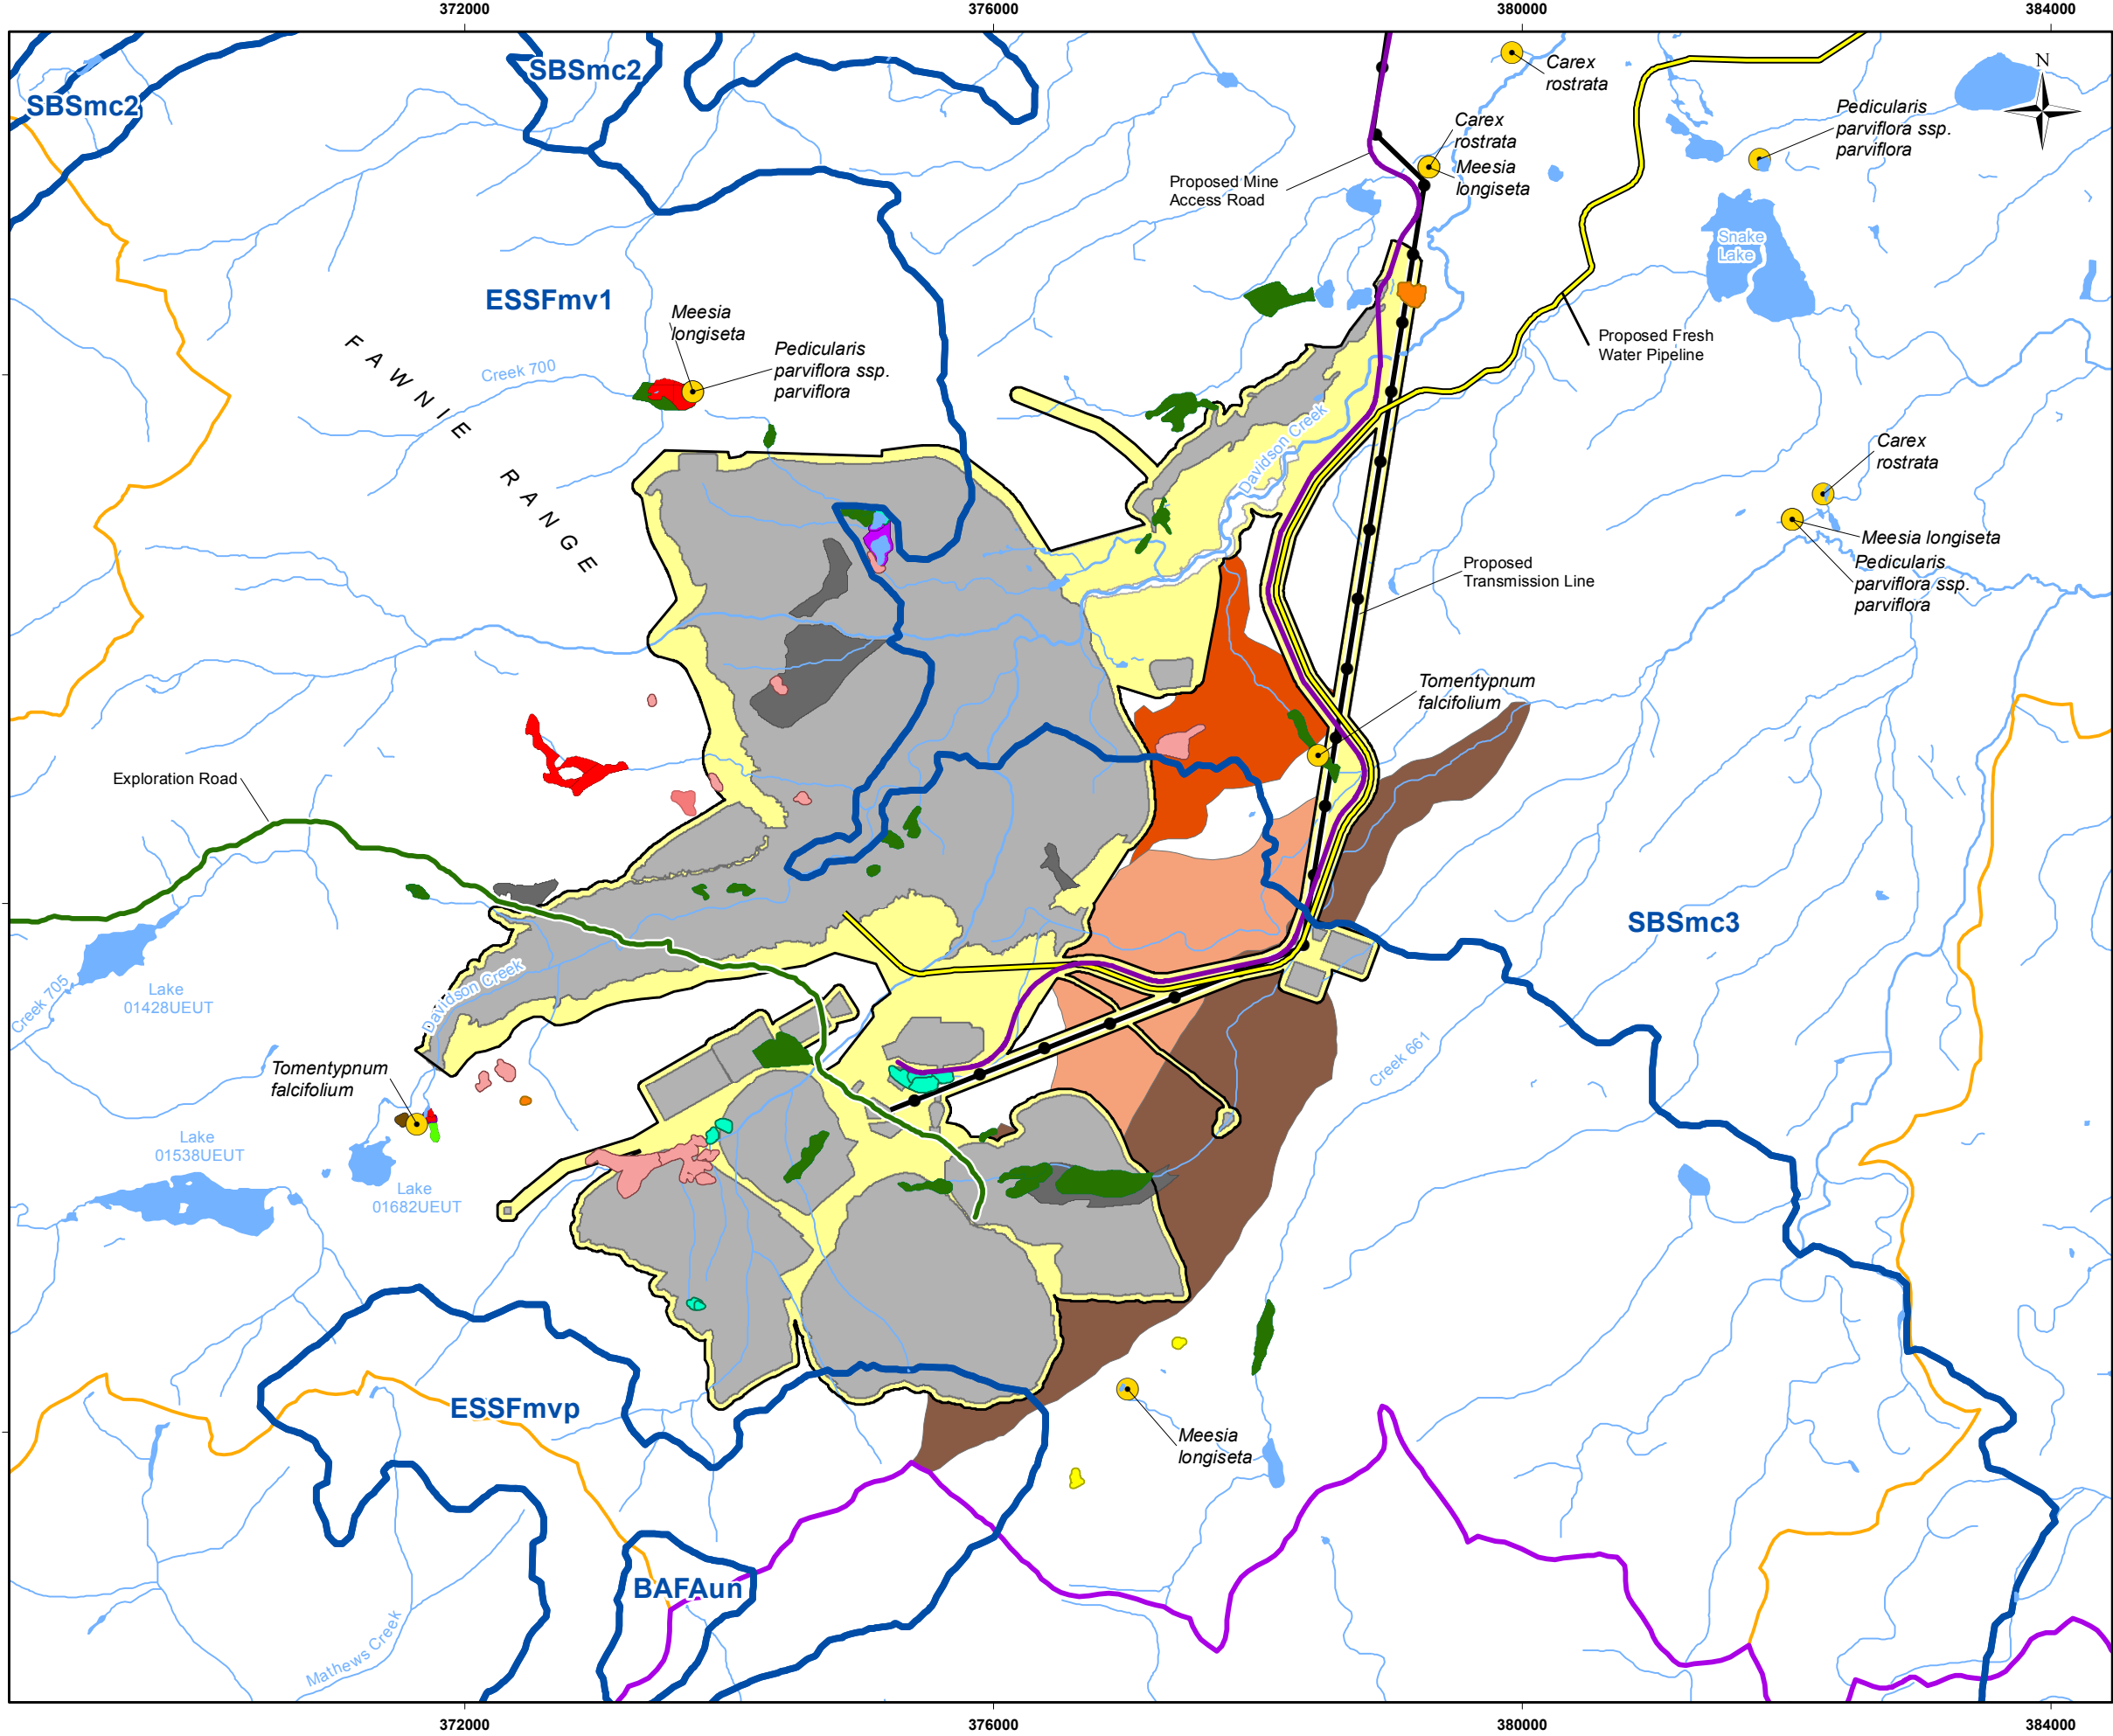 372000
376000
380000
384000
SBSmc2
SBSmc2
N
Carex
rostrata
Pedicularis
parviflora ssp.
parviflora
Carex
rostrata
Meesia
longiseta
Proposed Mine
Access Road
Snake
Lake
ESSFmv1
Meesia
longiseta
Pedicularis
parviflora ssp.
parviflora
Creek 700
FAWNIE RANGE
Proposed Fresh
Water Pipeline
Davidson Creek
Carex
rostrata
Meesia longiseta
Pedicularis
parviflora ssp.
parviflora
Proposed
Transmission Line
Tomentypnum
falcifolium
Exploration Road
SBSmc3
Creek 705
Lake
01428UEUT
Davidson Creek
Creek 661
Tomentypnum
falcifolium
Lake
01538UEUT
Lake
01682UEUT
ESSFmvp
Meesia
longiseta
BAFAun
Mathews Creek
372000
376000
380000
384000